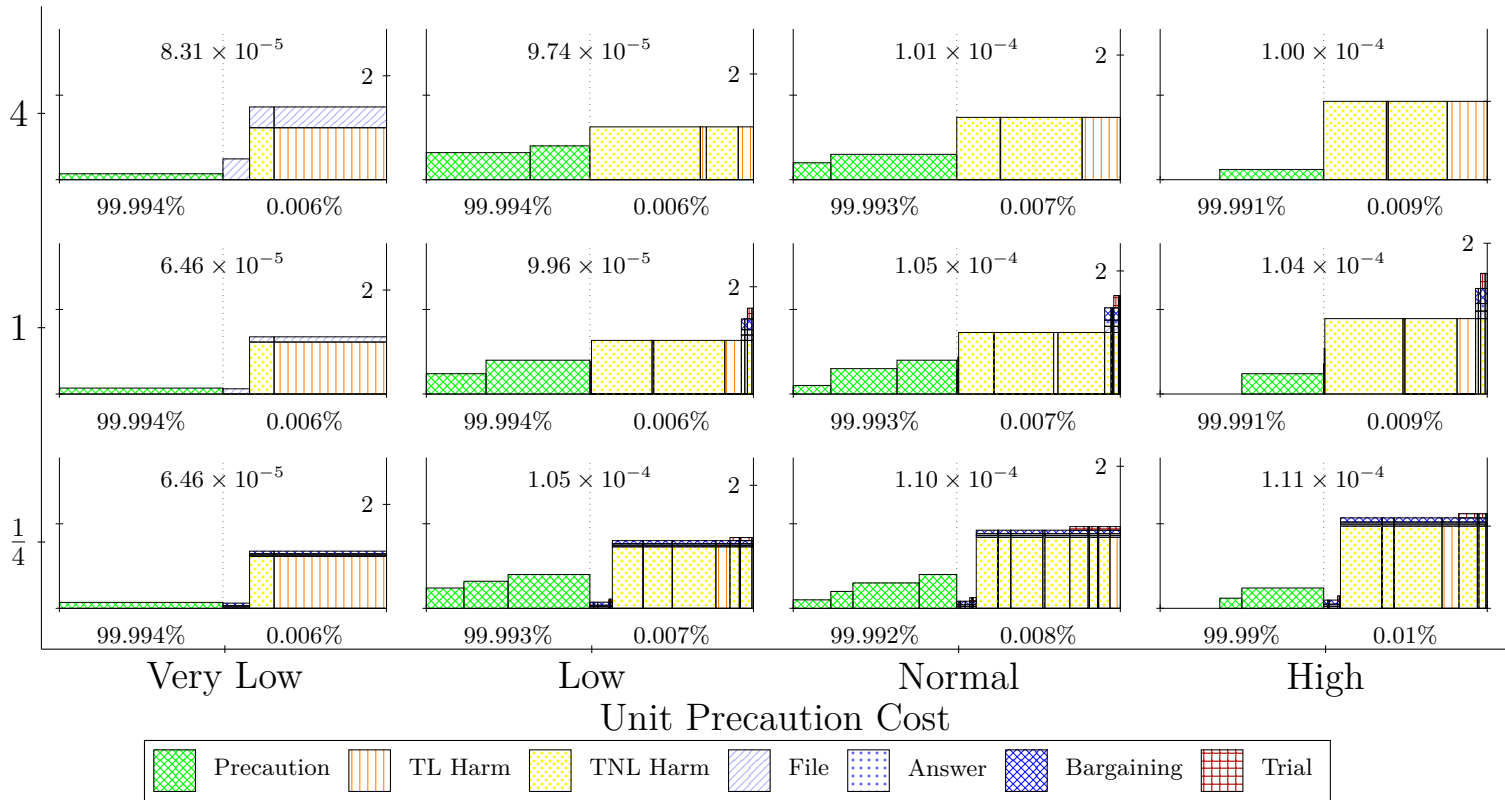 8.31 × 10⁻⁵ 9.74 × 10⁻⁵ 1.01 × 10⁻⁴ 1.00 × 10⁻⁴
2 2 2
4
99.994% 0.006% 99.994% 0.006% 99.993% 0.007% 99.991% 0.009%
6.46 × 10⁻⁵ 9.96 × 10⁻⁵ 1.05 × 10⁻⁴ 1.04 × 10⁻⁴
2 2 2 2
1
99.994% 0.006% 99.994% 0.006% 99.993% 0.007% 99.991% 0.009%
6.46 × 10⁻⁵ 1.05 × 10⁻⁴ 1.10 × 10⁻⁴ 1.11 × 10⁻⁴
2 2 2
1/4
99.994% 0.006% 99.993% 0.007% 99.992% 0.008% 99.99% 0.01%
Very Low Low Normal High
Unit Precaution Cost
Precaution TL Harm TNL Harm File Answer Bargaining Trial